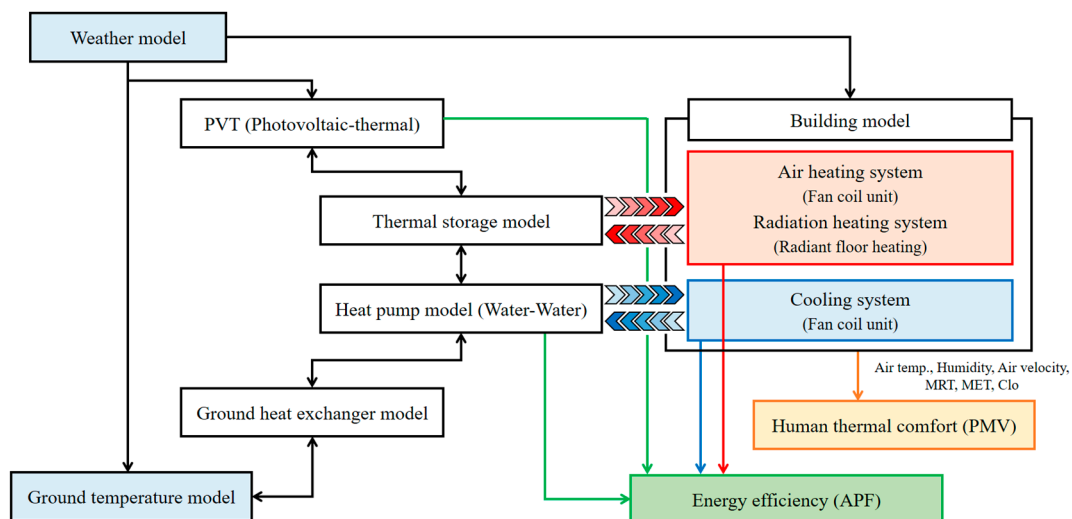 Weather model
PVT (Photovoltaic-thermal)
Building model
Air heating system
(Fan coil unit)
Radiation heating system
(Radiant floor heating)
Thermal storage model
Heat pump model (Water-Water)
Cooling system
(Fan coil unit)
Air temp., Humidity, Air velocity,
MRT, MET, Clo
Ground heat exchanger model
Human thermal comfort (PMV)
Ground temperature model
Energy efficiency (APF)